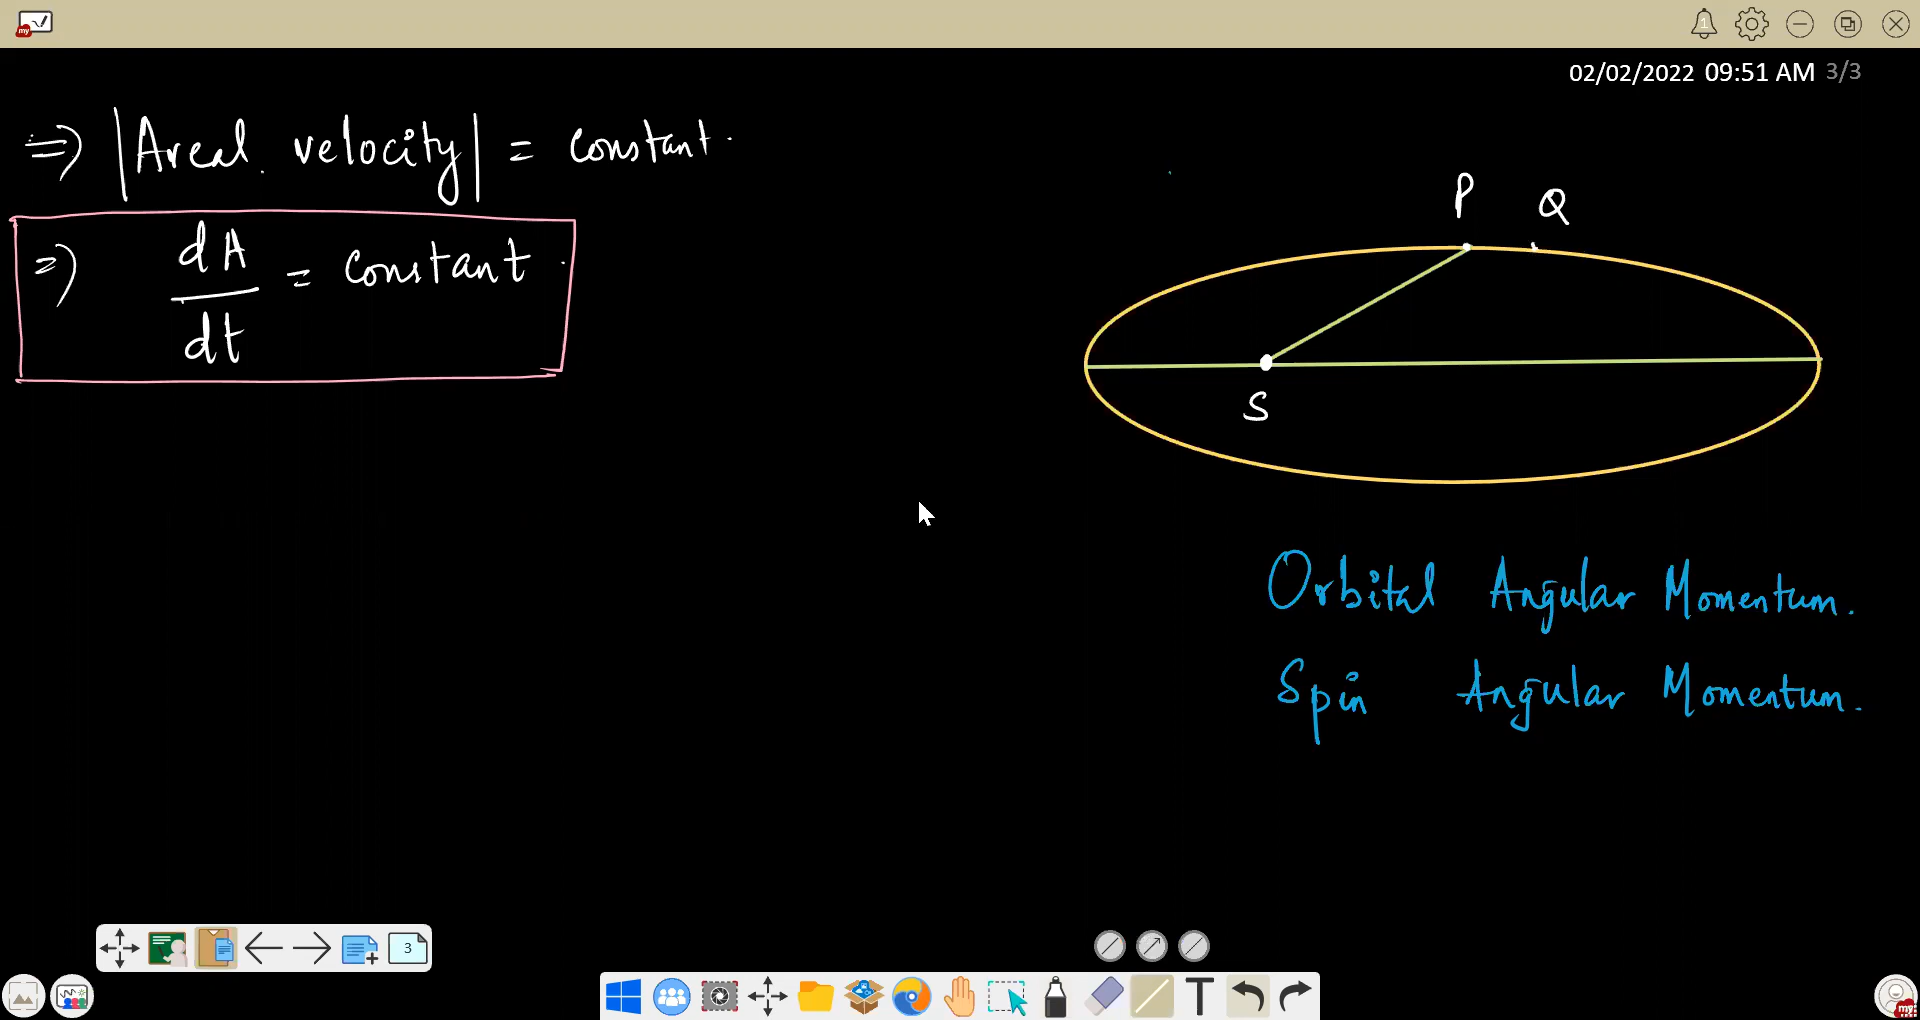 02/02/2022 09:51 AM 3/3
⇒ |Areal velocity| = constant.
⇒ dA/dt = constant.
P Q
S
Orbital Angular Momentum.
Spin Angular Momentum.
3